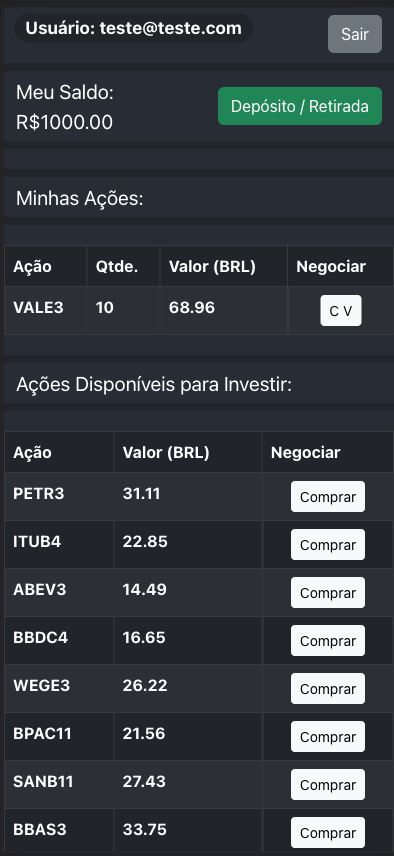 Usuário: teste@teste.com
Sair
Meu Saldo:
R$1000.00
Depósito / Retirada
Minhas Ações:
Ação Qtde. Valor (BRL) Negociar
VALE3 10 68.96 C V
Ações Disponíveis para Investir:
Ação Valor (BRL) Negociar
PETR3 31.11 Comprar
ITUB4 22.85 Comprar
ABEV3 14.49 Comprar
BBDC4 16.65 Comprar
WEGE3 26.22 Comprar
BPAC11 21.56 Comprar
SANB11 27.43 Comprar
BBAS3 33.75 Comprar